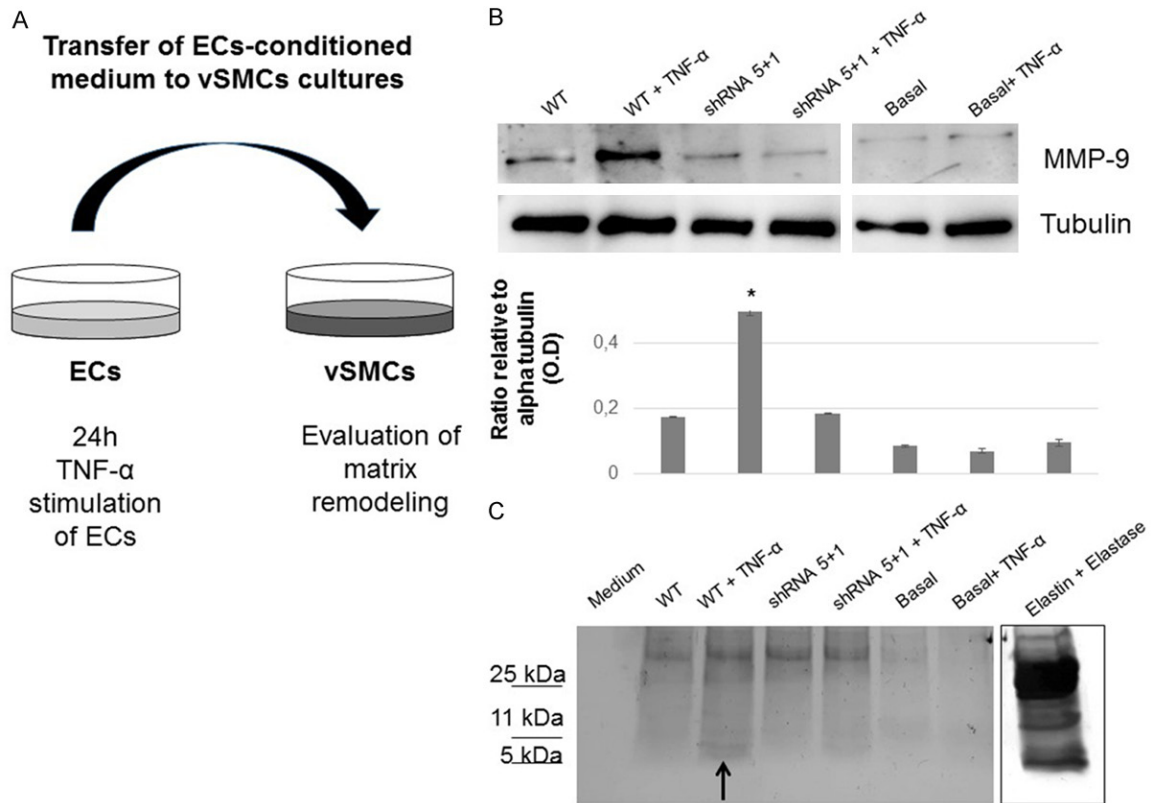 A
Transfer of ECs-conditioned
medium to vSMCs cultures
ECs
24h
TNF-α
stimulation
of ECs
vSMCs
Evaluation of
matrix
remodeling
B
WT
WT + TNF-α
shRNA 5+1
shRNA 5+1 + TNF-α
Basal
Basal+ TNF-α
MMP-9
Tubulin
Ratio relative to
alpha tubulin
(O.D)
*
0,4
0,2
0
C
Medium
WT
WT + TNF-α
shRNA 5+1
shRNA 5+1 + TNF-α
Basal
Basal+ TNF-α
Elastin + Elastase
25 kDa
11 kDa
5 kDa